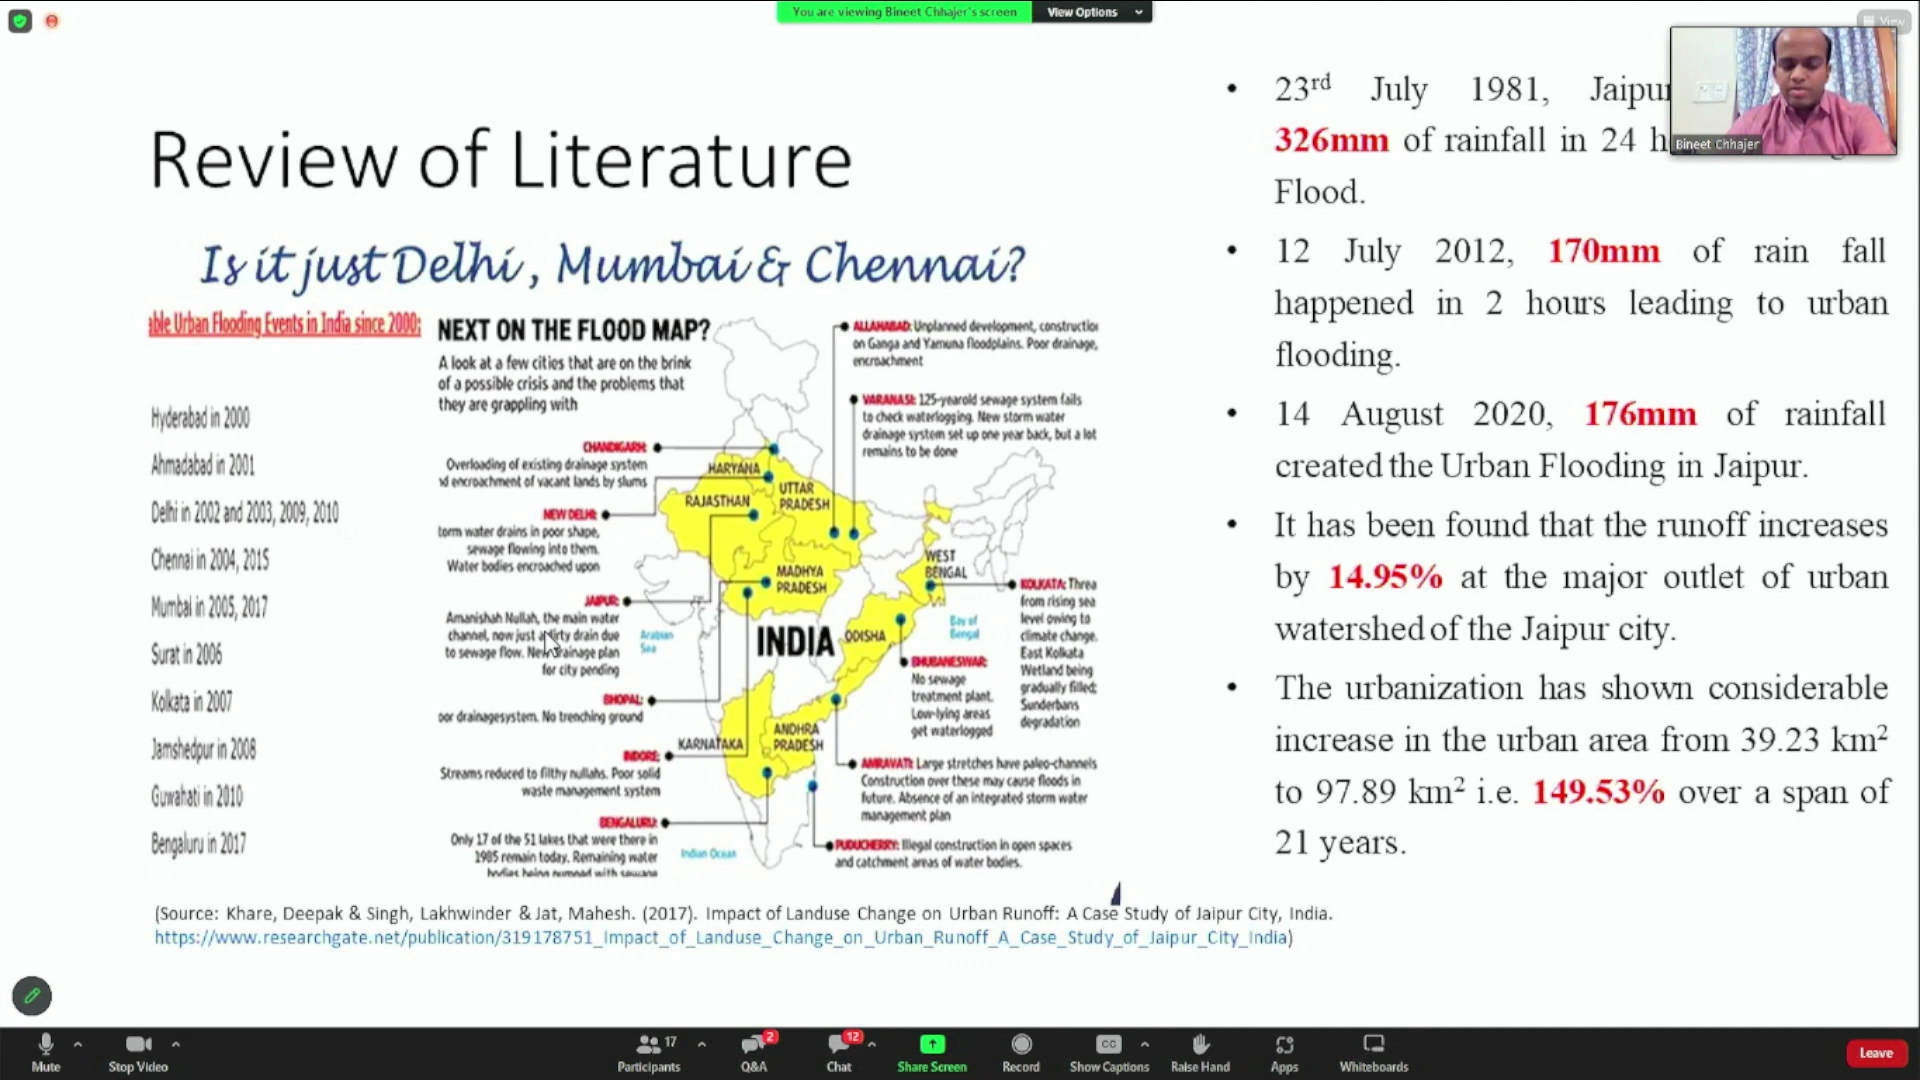 You are viewing Bineet Chhajer's screen
View Options
View
Bineet Chhajer
Review of Literature
Is it just Delhi, Mumbai & Chennai?
able Urban Flooding Events in India since 2000:
Hyderabad in 2000
Ahmadabad in 2001
Delhi in 2002 and 2003, 2009, 2010
Chennai in 2004, 2015
Mumbai in 2005, 2017
Surat in 2006
Kolkata in 2007
Jamshedpur in 2008
Guwahati in 2010
Bengaluru in 2017
NEXT ON THE FLOOD MAP?
A look at a few cities that are on the brink
of a possible crisis and the problems that
they are grappling with
CHANDIGARH:
Overloading of existing drainage system
nd encroachment of vacant lands by slums
NEW DELHI:
torm water drains in poor shape,
sewage flowing into them.
Water bodies encroached upon
JAIPUR:
Amanishah Nullah, the main water
channel, now just a dirty drain due
to sewage flow. New drainage plan
for city pending
BHOPAL:
oor drainagesystem. No trenching ground
INDORE:
Streams reduced to filthy nullahs. Poor solid
waste management system
BENGALURU:
Only 17 of the 51 lakes that were there in
1985 remain today. Remaining water
bodies being pumped with sewage
ALLAHABAD: Unplanned development, construction
on Ganga and Yamuna floodplains. Poor drainage,
encroachment
VARANASI: 125-yearold sewage system fails
to check waterlogging. New storm water
drainage system set up one year back, but a lot
remains to be done
KOLKATA: Threa
from rising sea
level owing to
climate change.
East Kolkata
Wetland being
gradually filled;
Sunderbans
degradation
BHUBANESWAR:
No sewage
treatment plant.
Low-lying areas
get waterlogged
AMRAVATI: Large stretches have paleo-channels
Construction over these may cause floods in
future. Absence of an integrated storm water
management plan
PUDUCHERRY: Illegal construction in open spaces
and catchment areas of water bodies.
HARYANA
RAJASTHAN
UTTAR
PRADESH
MADHYA
PRADESH
WEST
BENGAL
INDIA
ODISHA
KARNATAKA
ANDHRA
PRADESH
Arabian
Sea
Bay of
Bengal
Indian Ocean
• 23rd July 1981, Jaipur
326mm of rainfall in 24 h
Flood.
• 12 July 2012, 170mm of rain fall
happened in 2 hours leading to urban
flooding.
• 14 August 2020, 176mm of rainfall
created the Urban Flooding in Jaipur.
• It has been found that the runoff increases
by 14.95% at the major outlet of urban
watershed of the Jaipur city.
• The urbanization has shown considerable
increase in the urban area from 39.23 km²
to 97.89 km² i.e. 149.53% over a span of
21 years.
(Source: Khare, Deepak & Singh, Lakhwinder & Jat, Mahesh. (2017). Impact of Landuse Change on Urban Runoff: A Case Study of Jaipur City, India.
https://www.researchgate.net/publication/319178751_Impact_of_Landuse_Change_on_Urban_Runoff_A_Case_Study_of_Jaipur_City_India)
Mute
Stop Video
17
Participants
2
Q&A
12
Chat
Share Screen
Record
CC
Show Captions
Raise Hand
Apps
Whiteboards
Leave